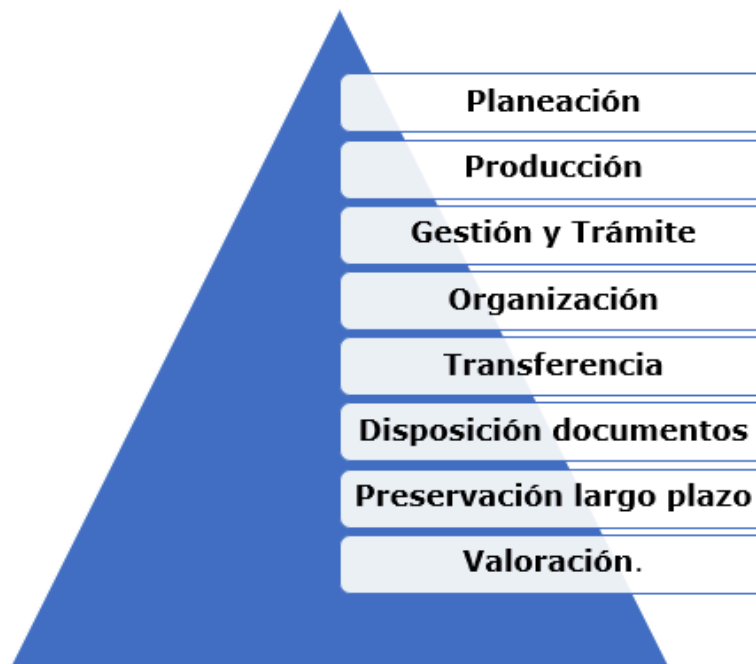 Planeación
Producción
Gestión y Trámite
Organización
Transferencia
Disposición documentos
Preservación largo plazo
Valoración.